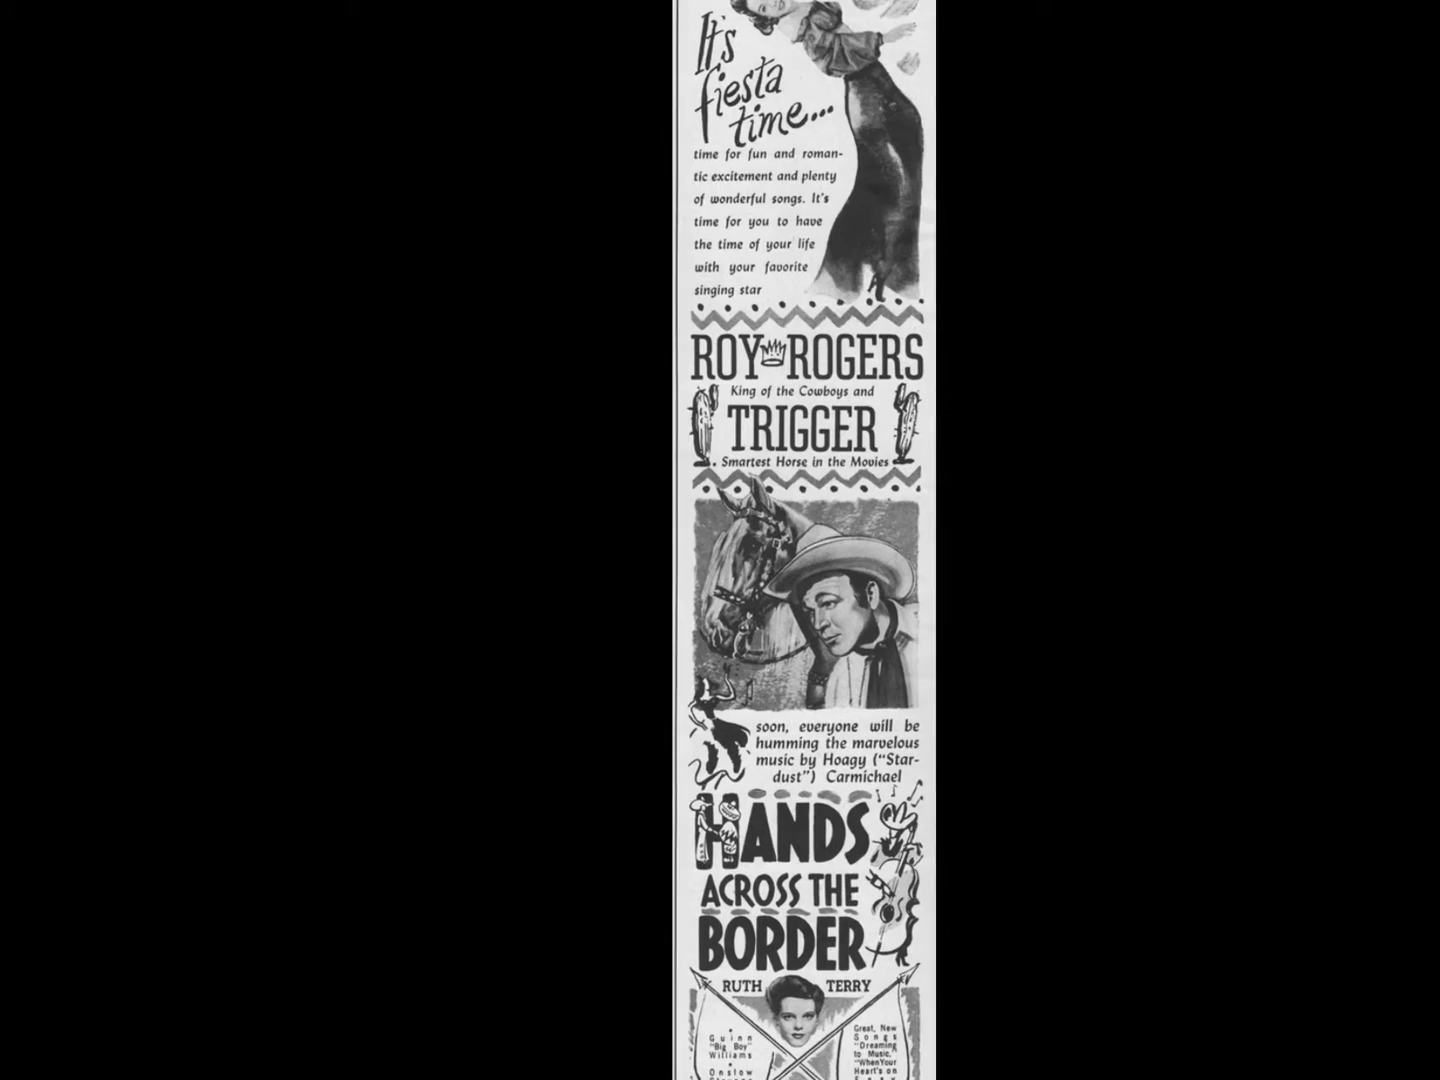 It's
fiesta
time...
time for fun and roman-
tic excitement and plenty
of wonderful songs. It's
time for you to have
the time of your life
with your favorite
singing star
ROY ROGERS
King of the Cowboys and
TRIGGER
Smartest Horse in the Movies
soon, everyone will be
humming the marvelous
music by Hoagy ("Star-
dust") Carmichael
HANDS
ACROSS THE
BORDER
RUTH TERRY
Guinn
"Big Boy"
Williams
Onslow
Great, New
Songs
"Dreaming
to Music,"
"When Your
Heart's on